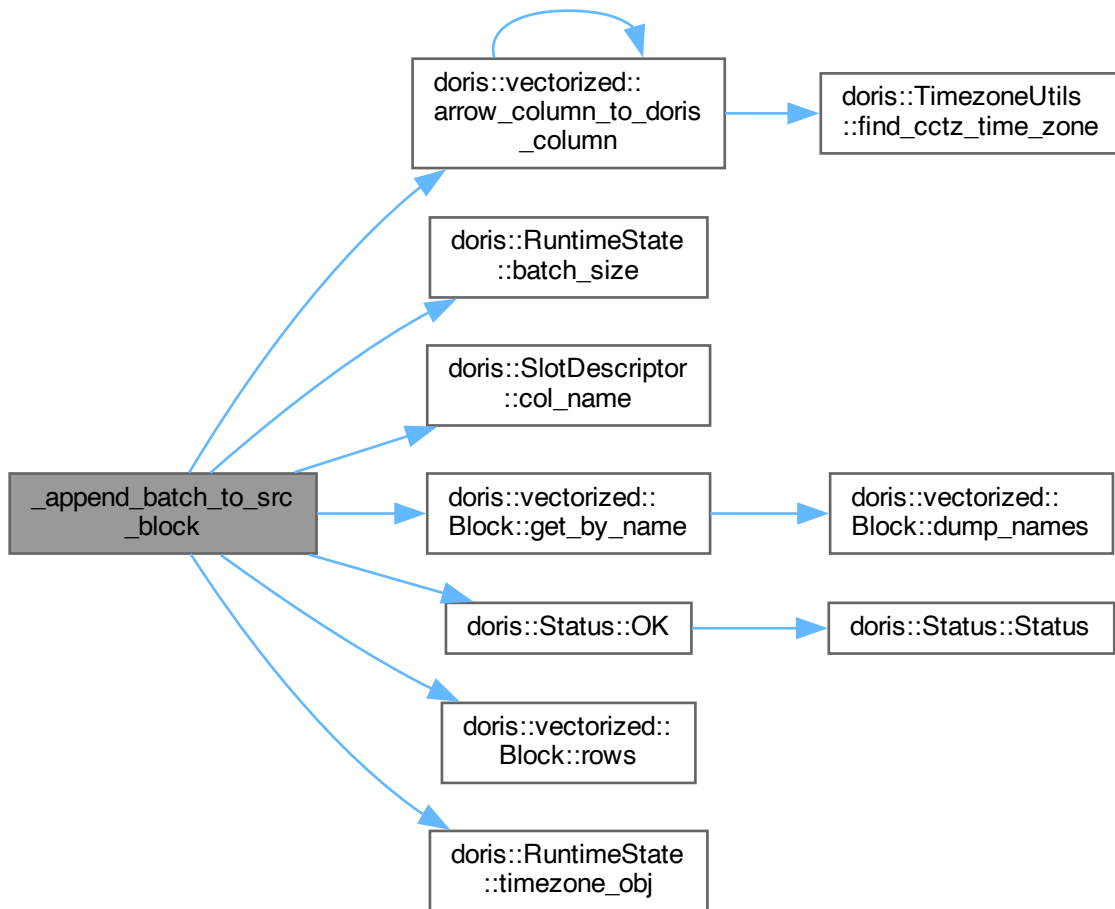 doris::vectorized::
arrow_column_to_doris
_column
doris::TimezoneUtils
::find_cctz_time_zone
doris::RuntimeState
::batch_size
doris::SlotDescriptor
::col_name
_append_batch_to_src
_block
doris::vectorized::
Block::get_by_name
doris::vectorized::
Block::dump_names
doris::Status::OK
doris::Status::Status
doris::vectorized::
Block::rows
doris::RuntimeState
::timezone_obj